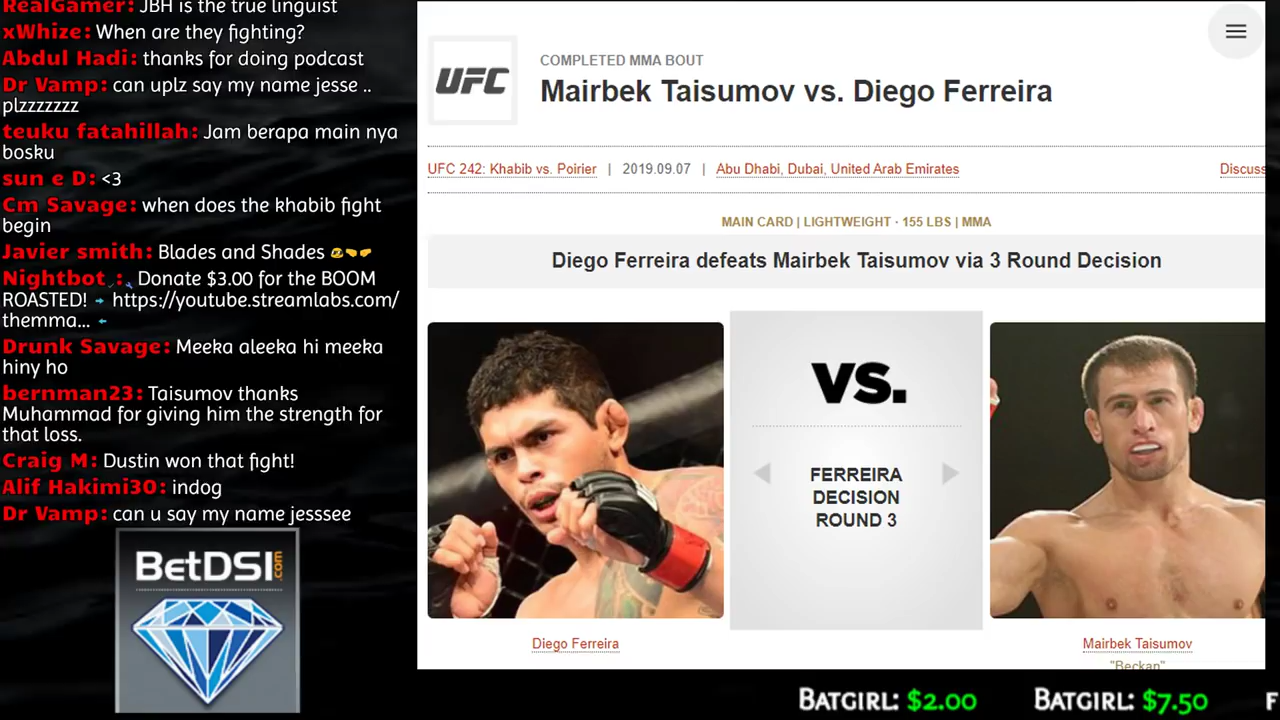 RealGamer: JBH is the true linguist
xWhize: When are they fighting?
Abdul Hadi: thanks for doing podcast
Dr Vamp: can uplz say my name jesse ..
plzzzzzzz
teuku fatahillah: Jam berapa main nya
bosku
sun e D: <3
Cm Savage: when does the khabib fight
begin
Javier smith: Blades and Shades
Nightbot : Donate $3.00 for the BOOM
ROASTED! https://youtube.streamlabs.com/
themma...
Drunk Savage: Meeka aleeka hi meeka
hiny ho
bernman23: Taisumov thanks
Muhammad for giving him the strength for
that loss.
Craig M: Dustin won that fight!
Alif Hakimi30: indog
Dr Vamp: can u say my name jesssee
BetDSI.com
UFC
COMPLETED MMA BOUT
Mairbek Taisumov vs. Diego Ferreira
UFC 242: Khabib vs. Poirier | 2019.09.07 | Abu Dhabi, Dubai, United Arab Emirates
Discuss
MAIN CARD | LIGHTWEIGHT · 155 LBS | MMA
Diego Ferreira defeats Mairbek Taisumov via 3 Round Decision
VS.
FERREIRA
DECISION
ROUND 3
Diego Ferreira
Mairbek Taisumov
"Beckan"
BATGIRL: $2.00 BATGIRL: $7.50 F